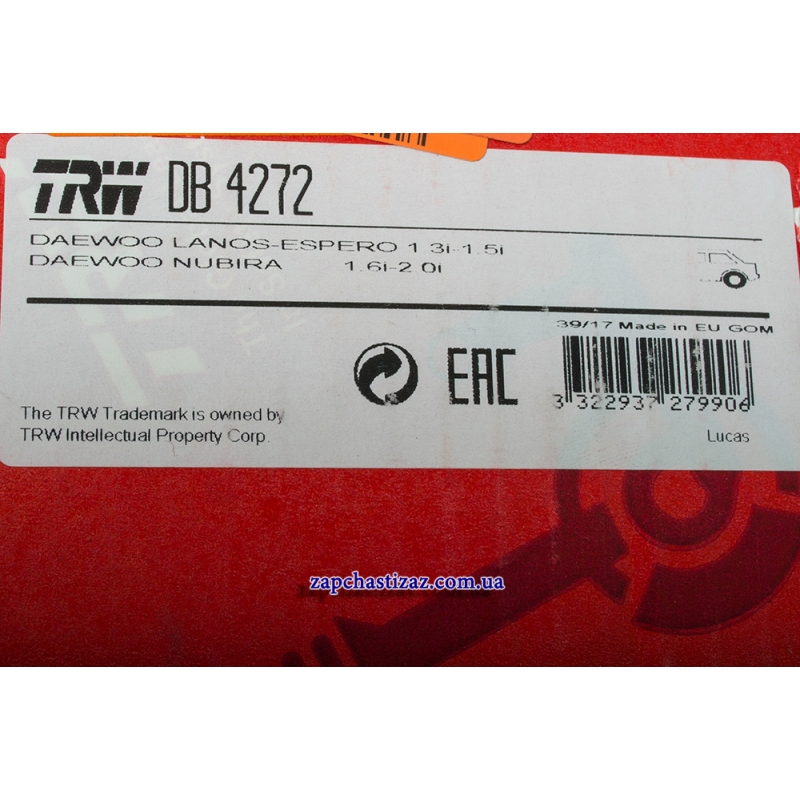 TRW DB 4272
DAEWOO LANOS-ESPERO 1.3i-1.5i
DAEWOO NUBIRA 1.6i-2.0i
39/17 Made in EU GOM
EAC
3 322937 279906
The TRW Trademark is owned by
TRW Intellectual Property Corp.
Lucas
zapchastizaz.com.ua